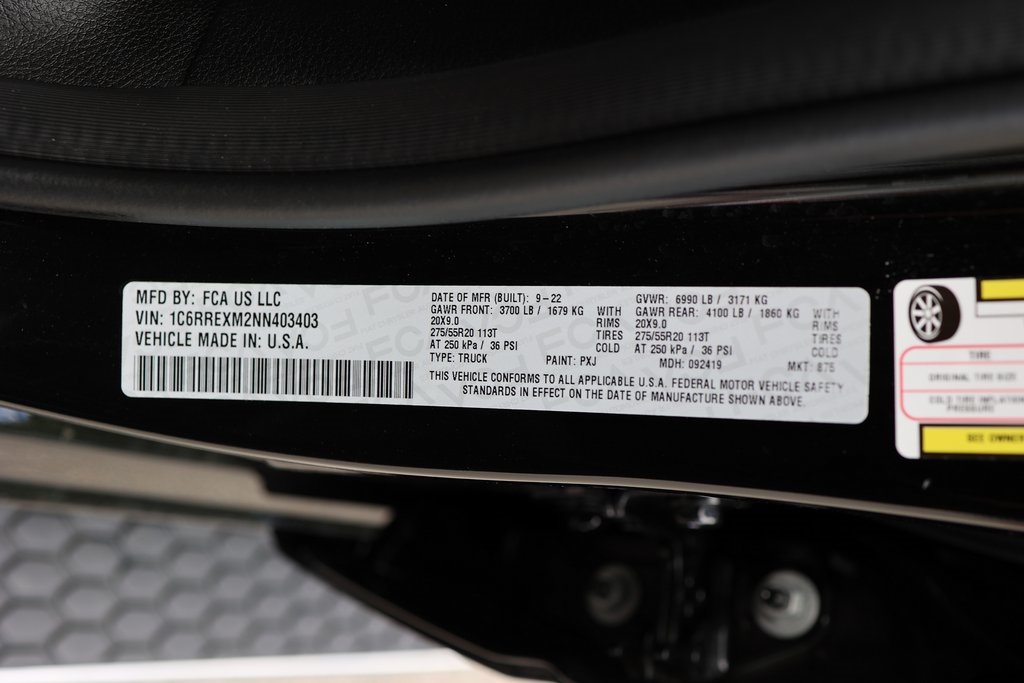 MFD BY: FCA US LLC
VIN: 1C6RREXM2NN403403
VEHICLE MADE IN: U.S.A.
DATE OF MFR (BUILT): 9-22
GAWR FRONT: 3700 LB / 1679 KG WITH
20X9.0 RIMS
275/55R20 113T TIRES
AT 250 kPa / 36 PSI COLD
TYPE: TRUCK PAINT: PXJ
GVWR: 6990 LB / 3171 KG
GAWR REAR: 4100 LB / 1860 KG WITH
20X9.0 RIMS
275/55R20 113T TIRES
AT 250 kPa / 36 PSI COLD
MDH: 092419 MKT: 875
THIS VEHICLE CONFORMS TO ALL APPLICABLE U.S.A. FEDERAL MOTOR VEHICLE SAFETY
STANDARDS IN EFFECT ON THE DATE OF MANUFACTURE SHOWN ABOVE.
TIRE
ORIGINAL TIRE SIZE
COLD TIRE INFLATION
PRESSURE
SEE OWNER